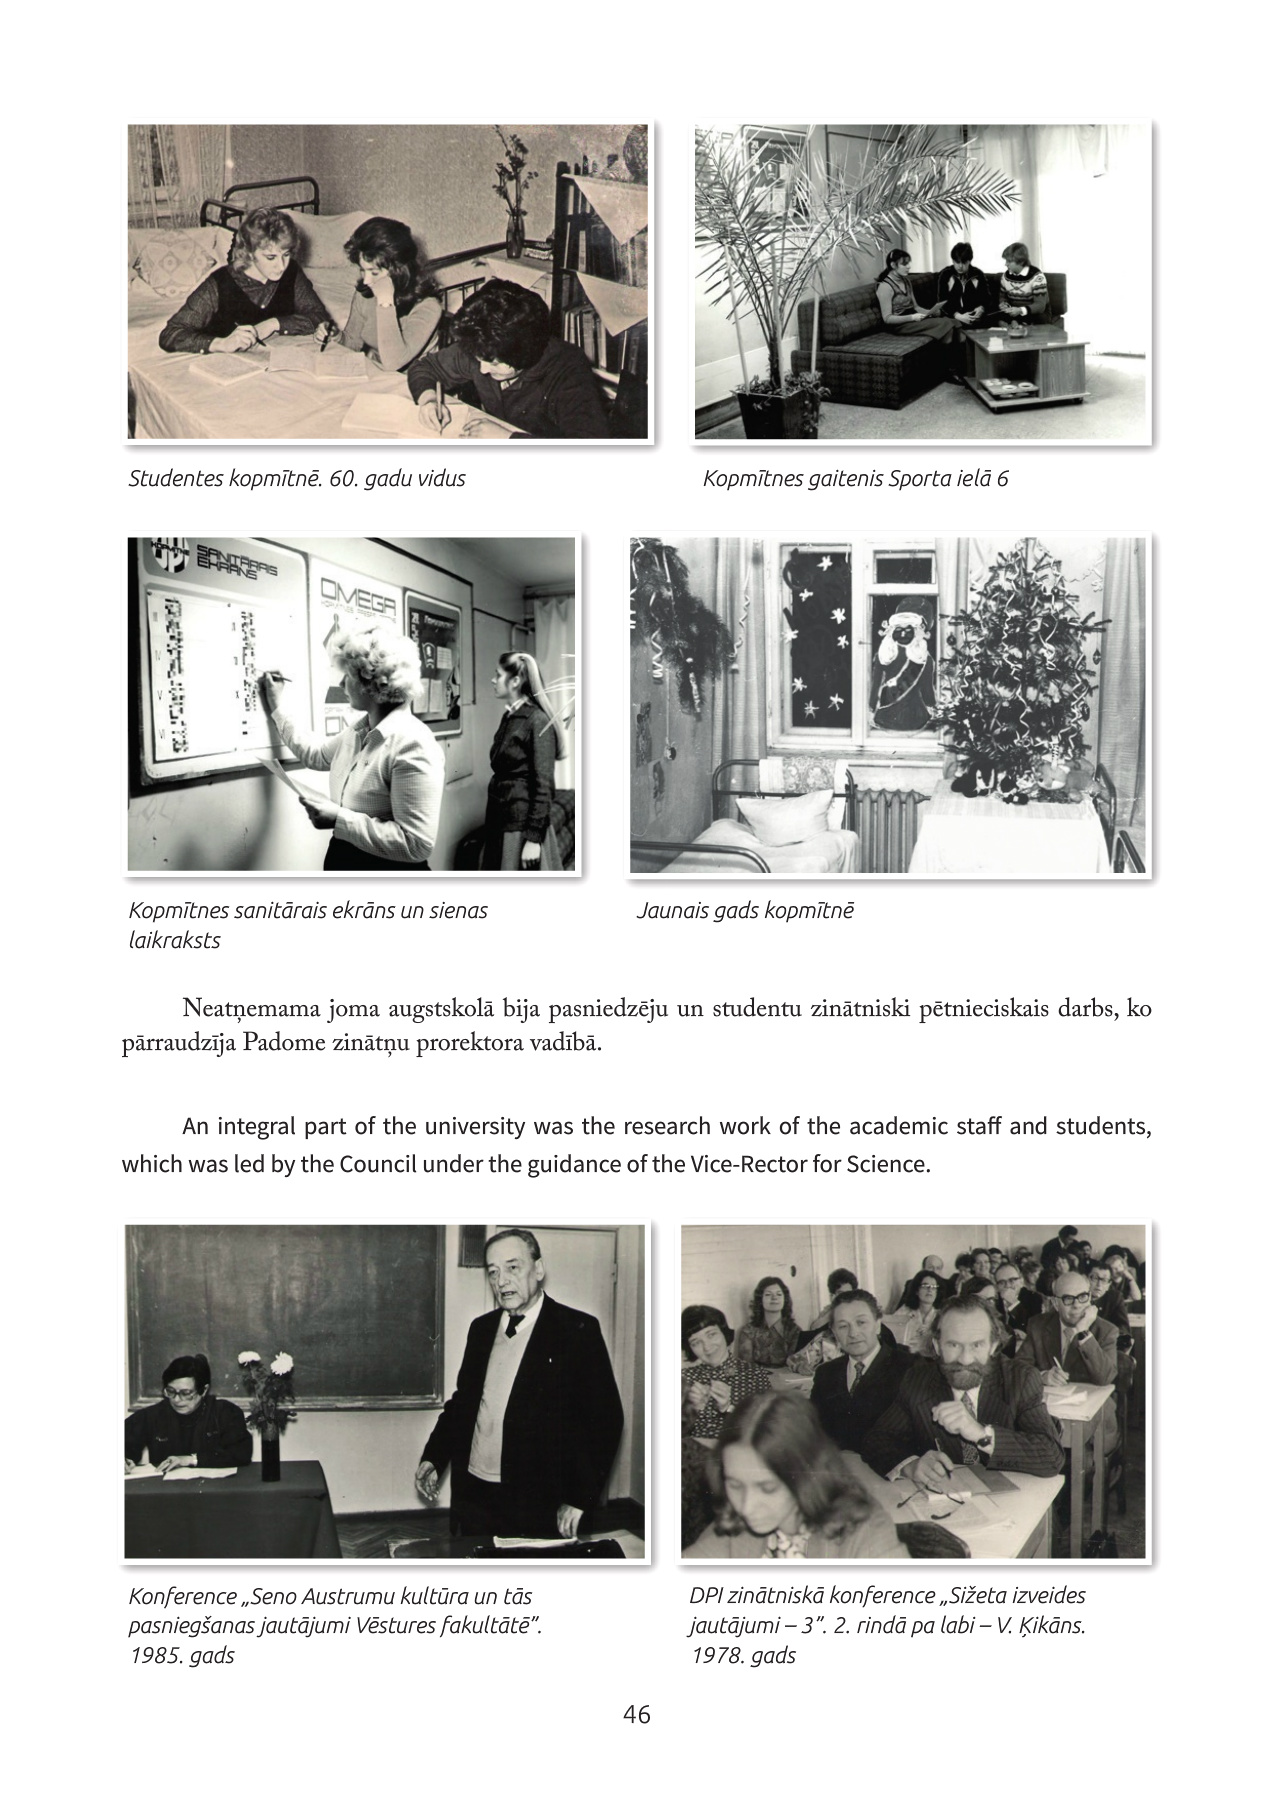 Studentes kopmītnē. 60. gadu vidus
Kopmītnes gaitenis Sporta ielā 6
KOPMĪTNE
SANITĀRAIS
EKRĀNS
OMEGA
Kopmītnes sanitārais ekrāns un sienas
laikraksts
Jaunais gads kopmītnē
Neatņemama joma augstskolā bija pasniedzēju un studentu zinātniski pētnieciskais darbs, ko
pārraudzīja Padome zinātņu prorektora vadībā.
An integral part of the university was the research work of the academic staff and students,
which was led by the Council under the guidance of the Vice-Rector for Science.
Konference „Seno Austrumu kultūra un tās
pasniegšanas jautājumi Vēstures fakultātē”.
1985. gads
DPI zinātniskā konference „Sižeta izveides
jautājumi – 3”. 2. rindā pa labi – V. Ķikāns.
1978. gads
46